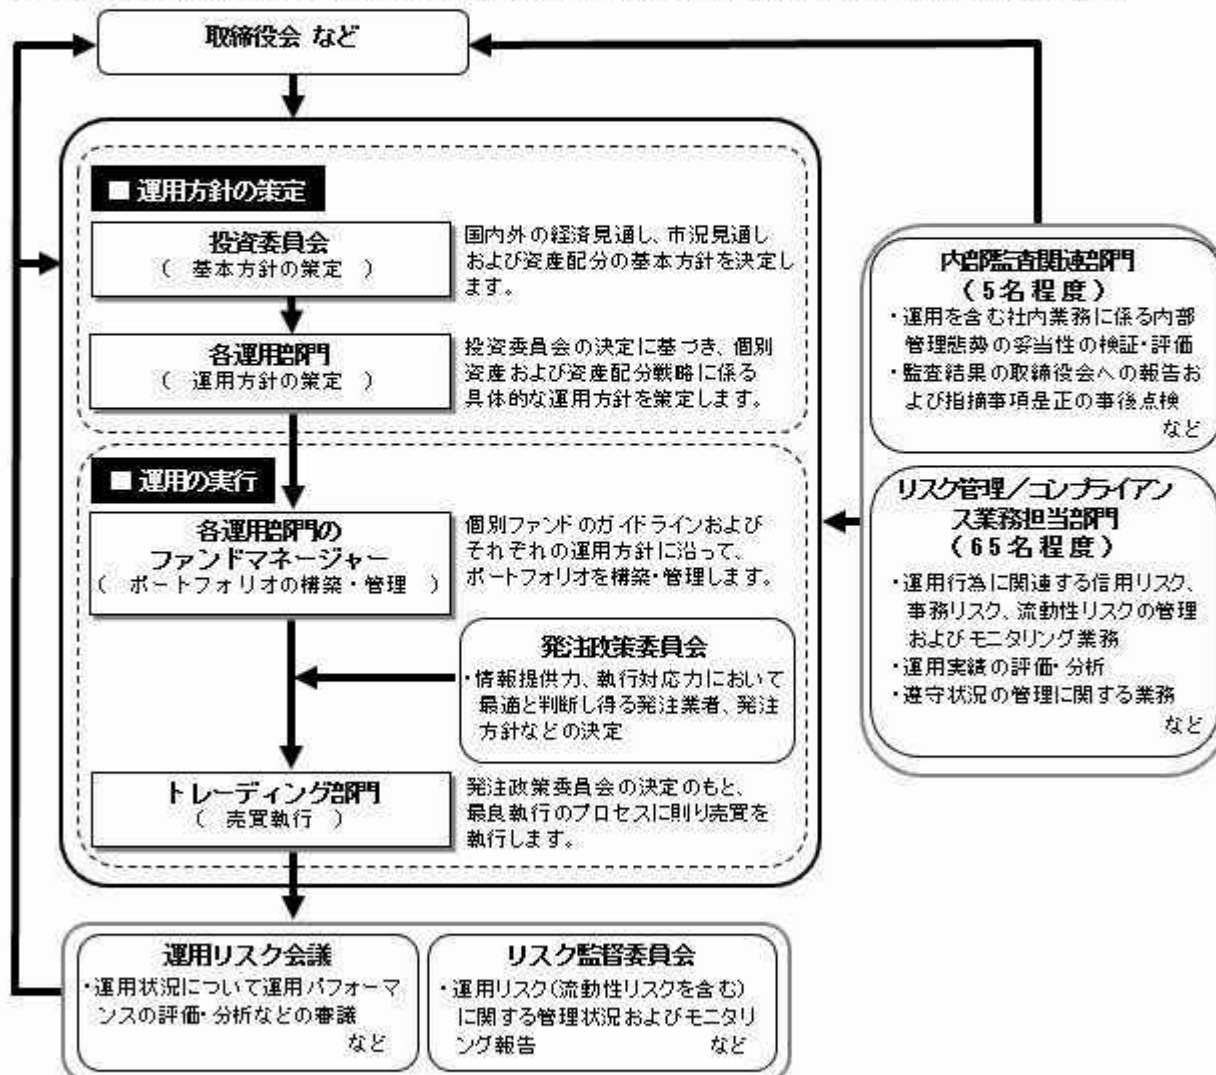 取締役会 など
■ 運用方針の策定
投資委員会
( 基本方針の策定 )
国内外の経済見通し、市況見通し
および資産配分の基本方針を決定し
ます。
各運用部門
( 運用方針の策定 )
投資委員会の決定に基づき、個別
資産および資産配分戦略に係る
具体的な運用方針を策定します。
■ 運用の実行
各運用部門の
ファンドマネージャー
( ポートフォリオの構築・管理 )
個別ファンドのガイドラインおよび
それぞれの運用方針に沿って、
ポートフォリオを構築・管理します。
発注政策委員会
・情報提供力、執行対応力において
最適と判断し得る発注業者、発注
方針などの決定
トレーディング部門
( 売買執行 )
発注政策委員会の決定のもと、
最良執行のプロセスに則り売買を
執行します。
内部監査関連部門
(5名程度)
・運用を含む社内業務に係る内部
管理態勢の妥当性の検証・評価
・監査結果の取締役会への報告お
よび指摘事項是正の事後点検
など
リスク管理/コンプライアン
ス業務担当部門
(65名程度)
・運用行為に関連する信用リスク、
事務リスク、流動性リスクの管理
およびモニタリング業務
・運用実績の評価・分析
・遵守状況の管理に関する業務
など
運用リスク会議
・運用状況について運用パフォーマ
ンスの評価・分析などの審議
など
リスク監督委員会
・運用リスク(流動性リスクを含む)
に関する管理状況およびモニタリ
ング報告 など